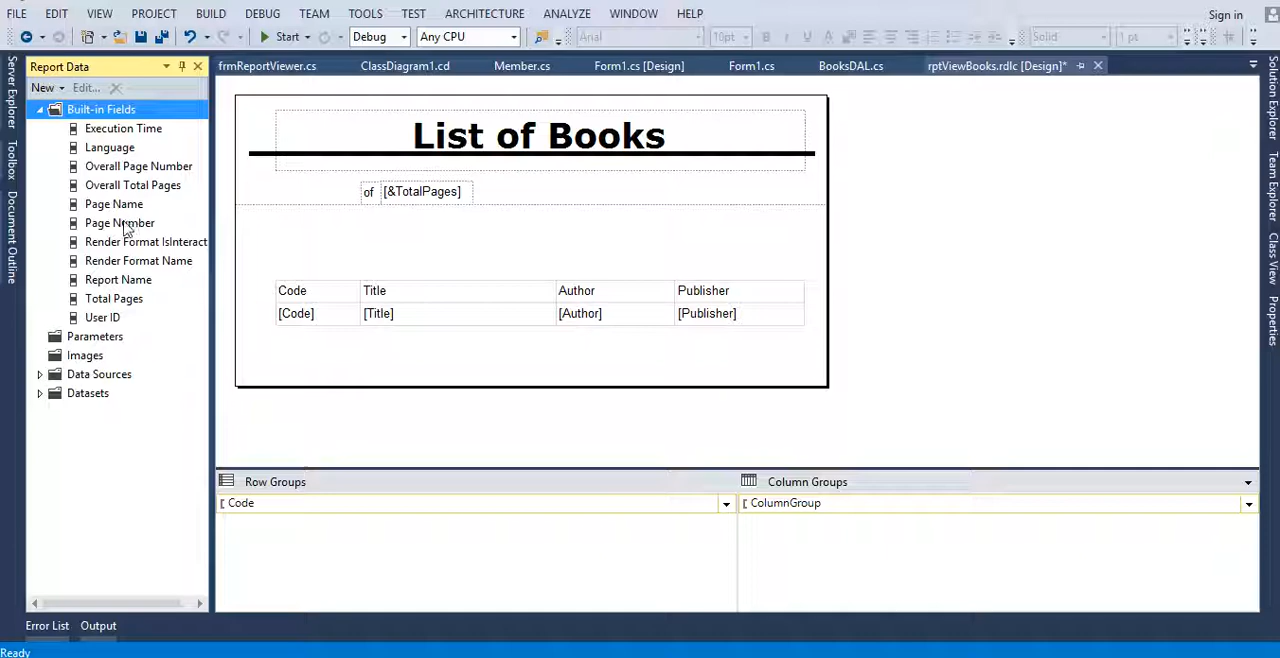 FILE EDIT VIEW PROJECT BUILD DEBUG TEAM TOOLS TEST ARCHITECTURE ANALYZE WINDOW HELP Sign in
Start Debug Any CPU Arial 10pt B I U A Solid 1 pt
Report Data
frmReportViewer.cs ClassDiagram1.cd Member.cs Form1.cs [Design] Form1.cs BooksDAL.cs rptViewBooks.rdlc [Design]*
New Edit...
Built-in Fields
Execution Time
Language
Overall Page Number
Overall Total Pages
Page Name
Page Number
Render Format IsInteract
Render Format Name
Report Name
Total Pages
User ID
Parameters
Images
Data Sources
Datasets
List of Books
of [&TotalPages]
Code Title Author Publisher
[Code] [Title] [Author] [Publisher]
Row Groups Column Groups
[ Code [ ColumnGroup
Server Explorer
Toolbox
Document Outline
Solution Explorer
Team Explorer
Class View
Properties
Error List Output
Ready